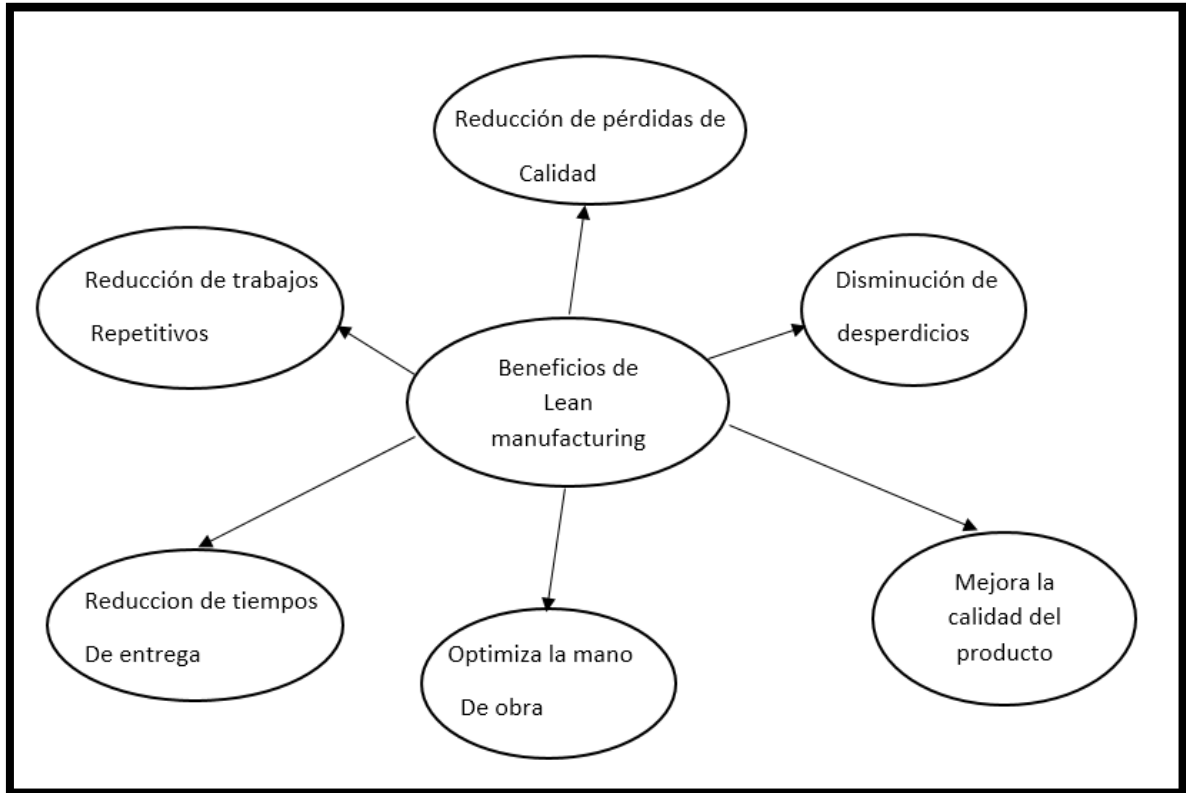 Reducción de pérdidas de
Calidad
Reducción de trabajos
Repetitivos
Disminución de
desperdicios
Beneficios de
Lean
manufacturing
Reduccion de tiempos
De entrega
Optimiza la mano
De obra
Mejora la
calidad del
producto